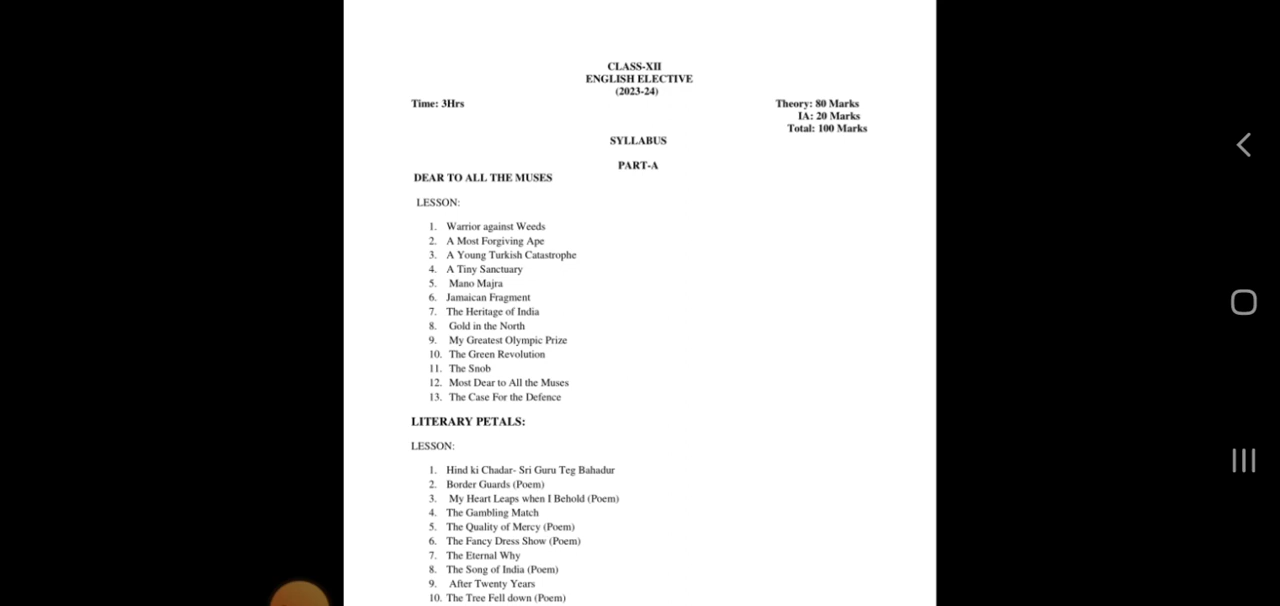 CLASS-XII
ENGLISH ELECTIVE
(2023-24)
Time: 3Hrs Theory: 80 Marks
IA: 20 Marks
Total: 100 Marks
SYLLABUS
PART-A
DEAR TO ALL THE MUSES
LESSON:
1. Warrior against Weeds
2. A Most Forgiving Ape
3. A Young Turkish Catastrophe
4. A Tiny Sanctuary
5. Mano Majra
6. Jamaican Fragment
7. The Heritage of India
8. Gold in the North
9. My Greatest Olympic Prize
10. The Green Revolution
11. The Snob
12. Most Dear to All the Muses
13. The Case For the Defence
LITERARY PETALS:
LESSON:
1. Hind ki Chadar- Sri Guru Teg Bahadur
2. Border Guards (Poem)
3. My Heart Leaps when I Behold (Poem)
4. The Gambling Match
5. The Quality of Mercy (Poem)
6. The Fancy Dress Show (Poem)
7. The Eternal Why
8. The Song of India (Poem)
9. After Twenty Years
10. The Tree Fell down (Poem)